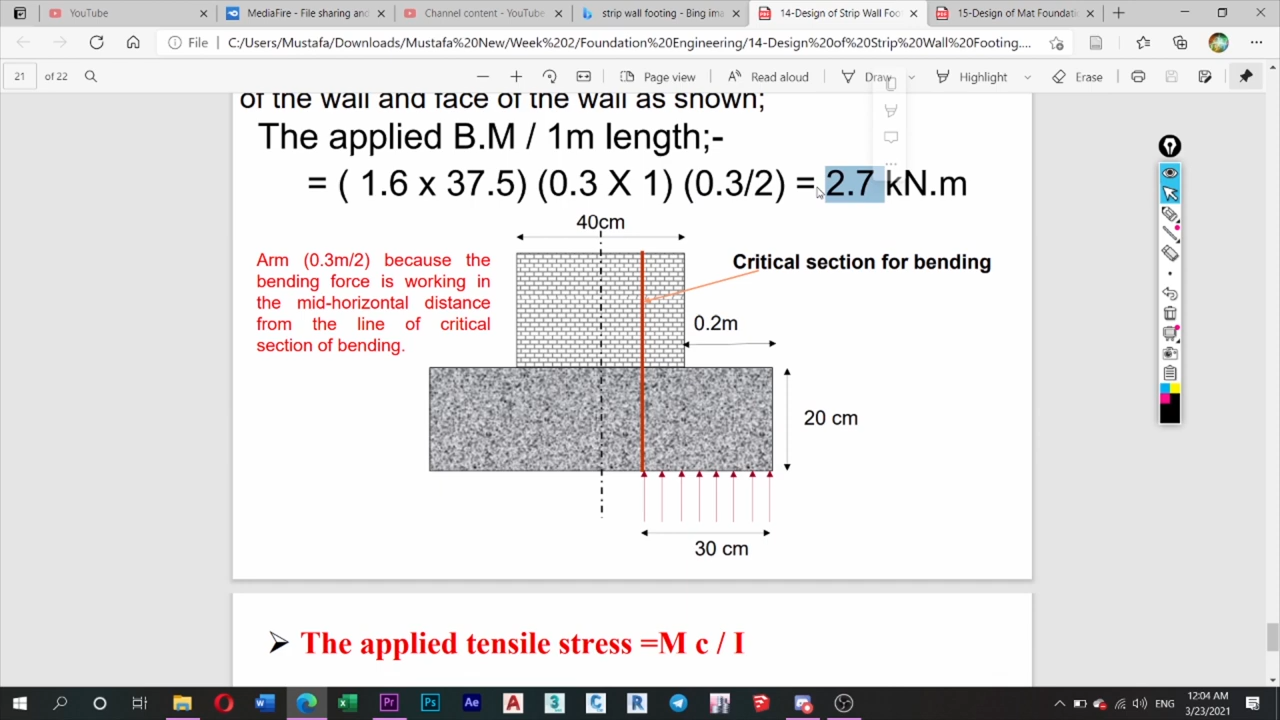 YouTube
MediaFire - File sharing and
Channel content - YouTube
strip wall footing - Bing ima
14-Design of Strip Wall Foo
15-Design of Mat Foundati
File
C:/Users/Mustafa/Downloads/Mustafa%20New/Week%202/Foundation%20Engineering/14-Design%20of%20Strip%20Wall%20Footing....
21
of 22
Page view
Read aloud
Draw
Highlight
Erase
of the wall and face of the wall as shown;
The applied B.M / 1m length;-
= ( 1.6 x 37.5) (0.3 X 1) (0.3/2) = 2.7 kN.m
40cm
Arm (0.3m/2) because the
bending force is working in
the mid-horizontal distance
from the line of critical
section of bending.
Critical section for bending
0.2m
20 cm
30 cm
➢ The applied tensile stress =M c / I
ENG
12:04 AM
3/23/2021